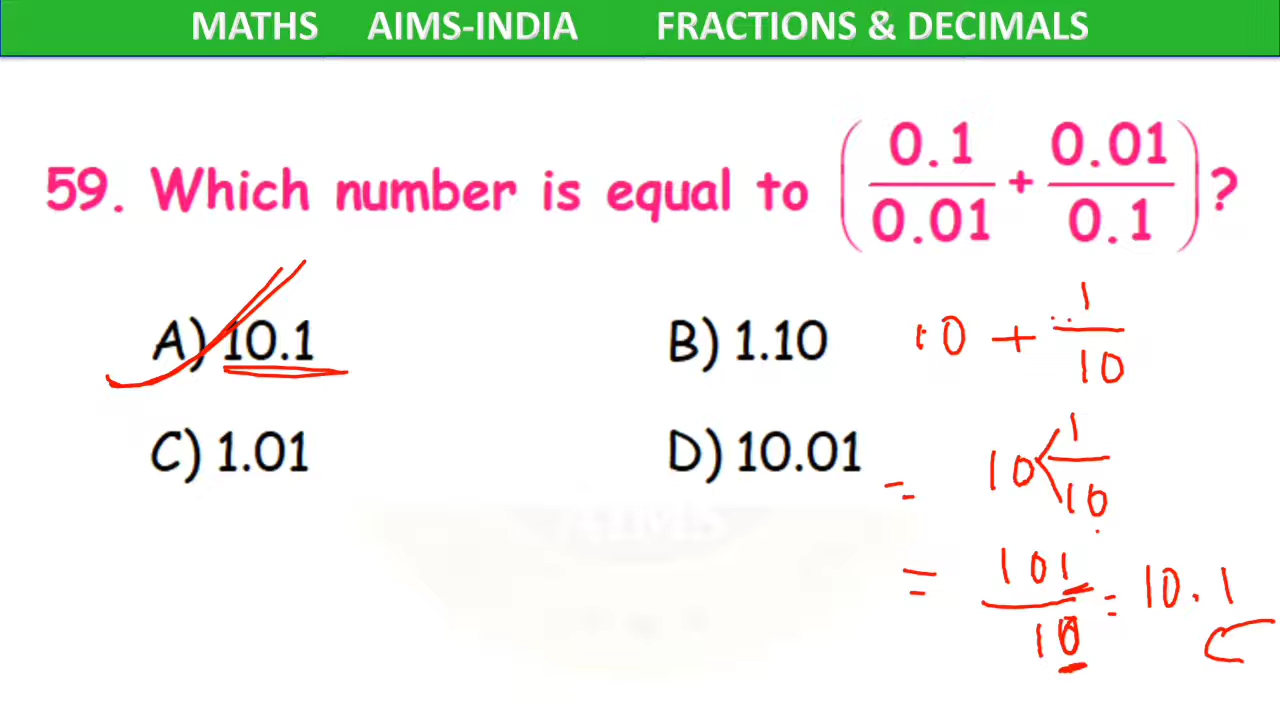 MATHS AIMS-INDIA FRACTIONS & DECIMALS
59. Which number is equal to (0.1/0.01 + 0.01/0.1)?
A) 10.1 B) 1.10
10 + 1/10
C) 1.01 D) 10.01
= 10 1/10
AIMS
= 101/10 = 10.1